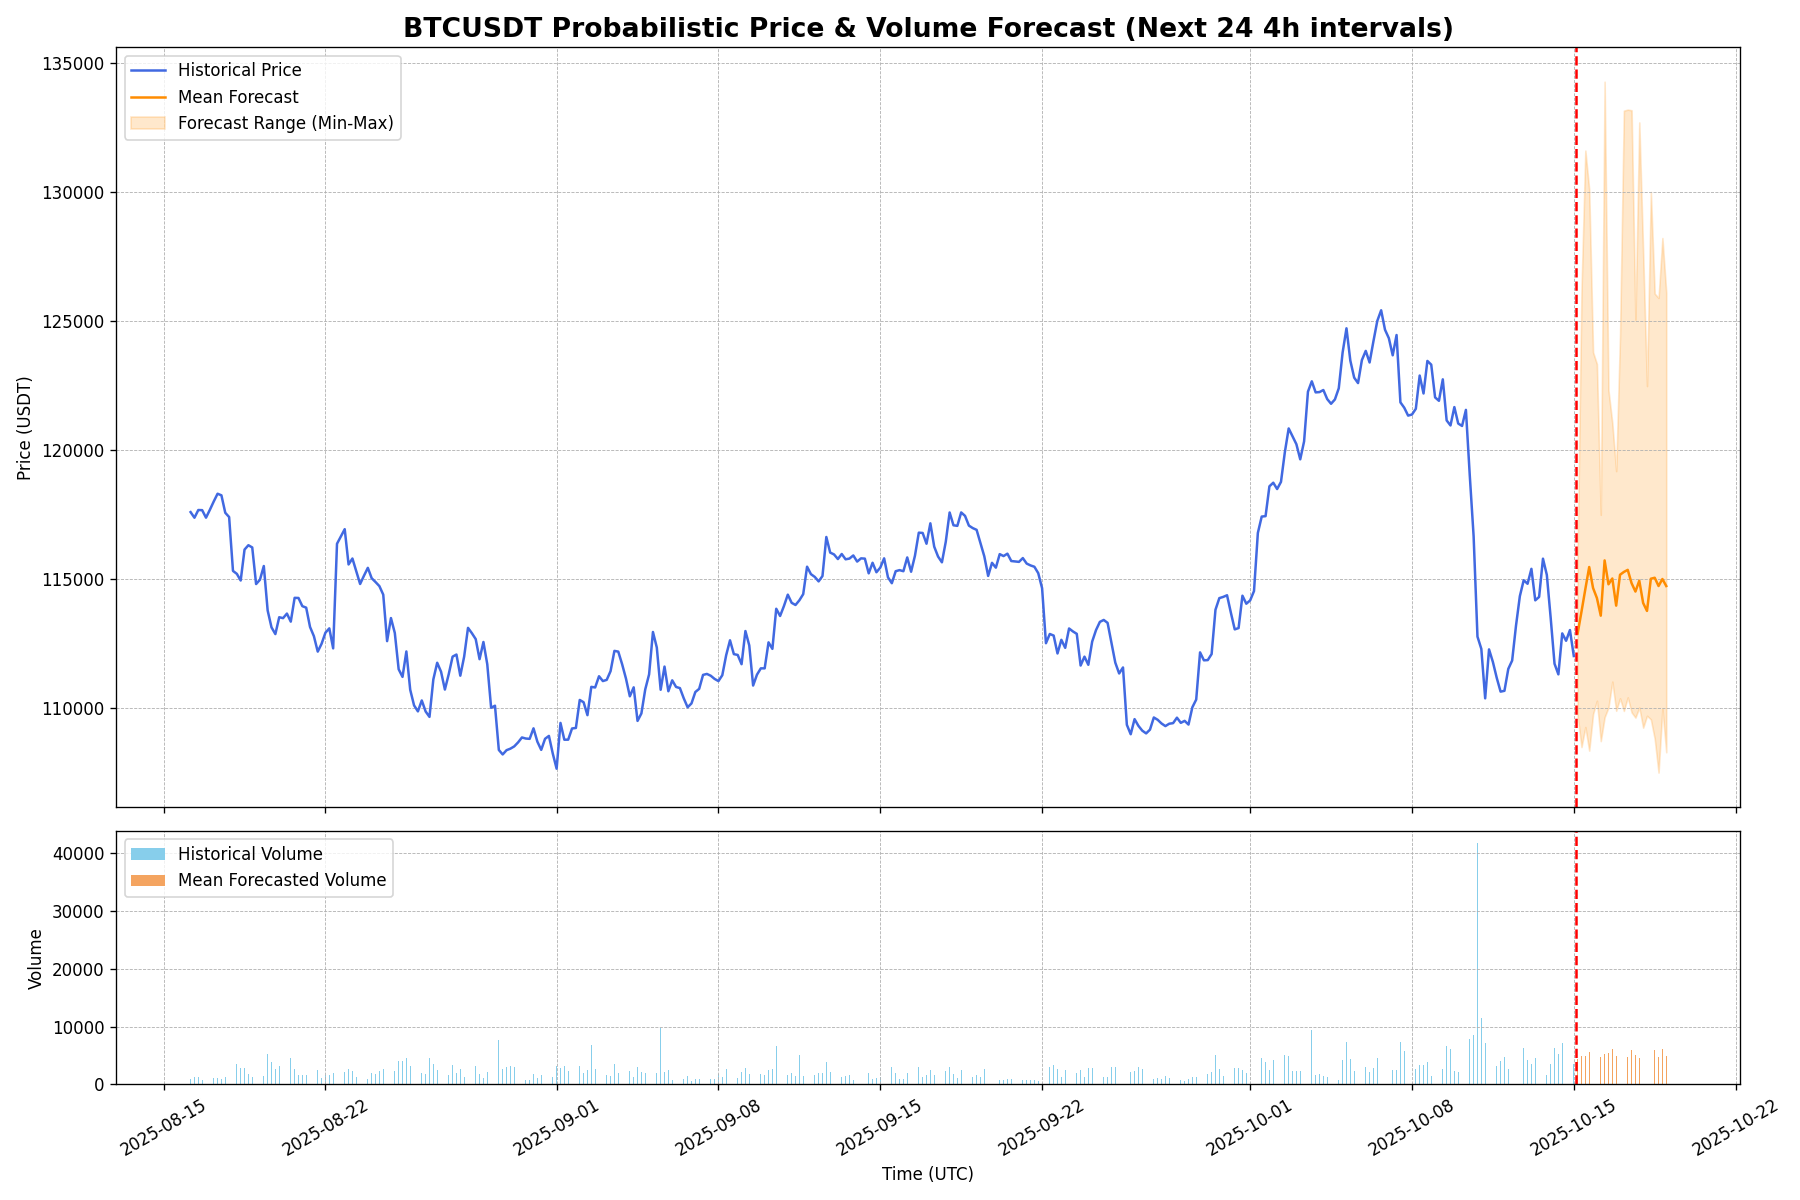 BTCUSDT Probabilistic Price & Volume Forecast (Next 24 4h intervals)
Historical Price
Mean Forecast
Forecast Range (Min-Max)
135000
130000
125000
120000
115000
110000
Price (USDT)
Historical Volume
Mean Forecasted Volume
40000
30000
20000
10000
0
Volume
2025-08-15
2025-08-22
2025-09-01
2025-09-08
2025-09-15
2025-09-22
2025-10-01
2025-10-08
2025-10-15
2025-10-22
Time (UTC)